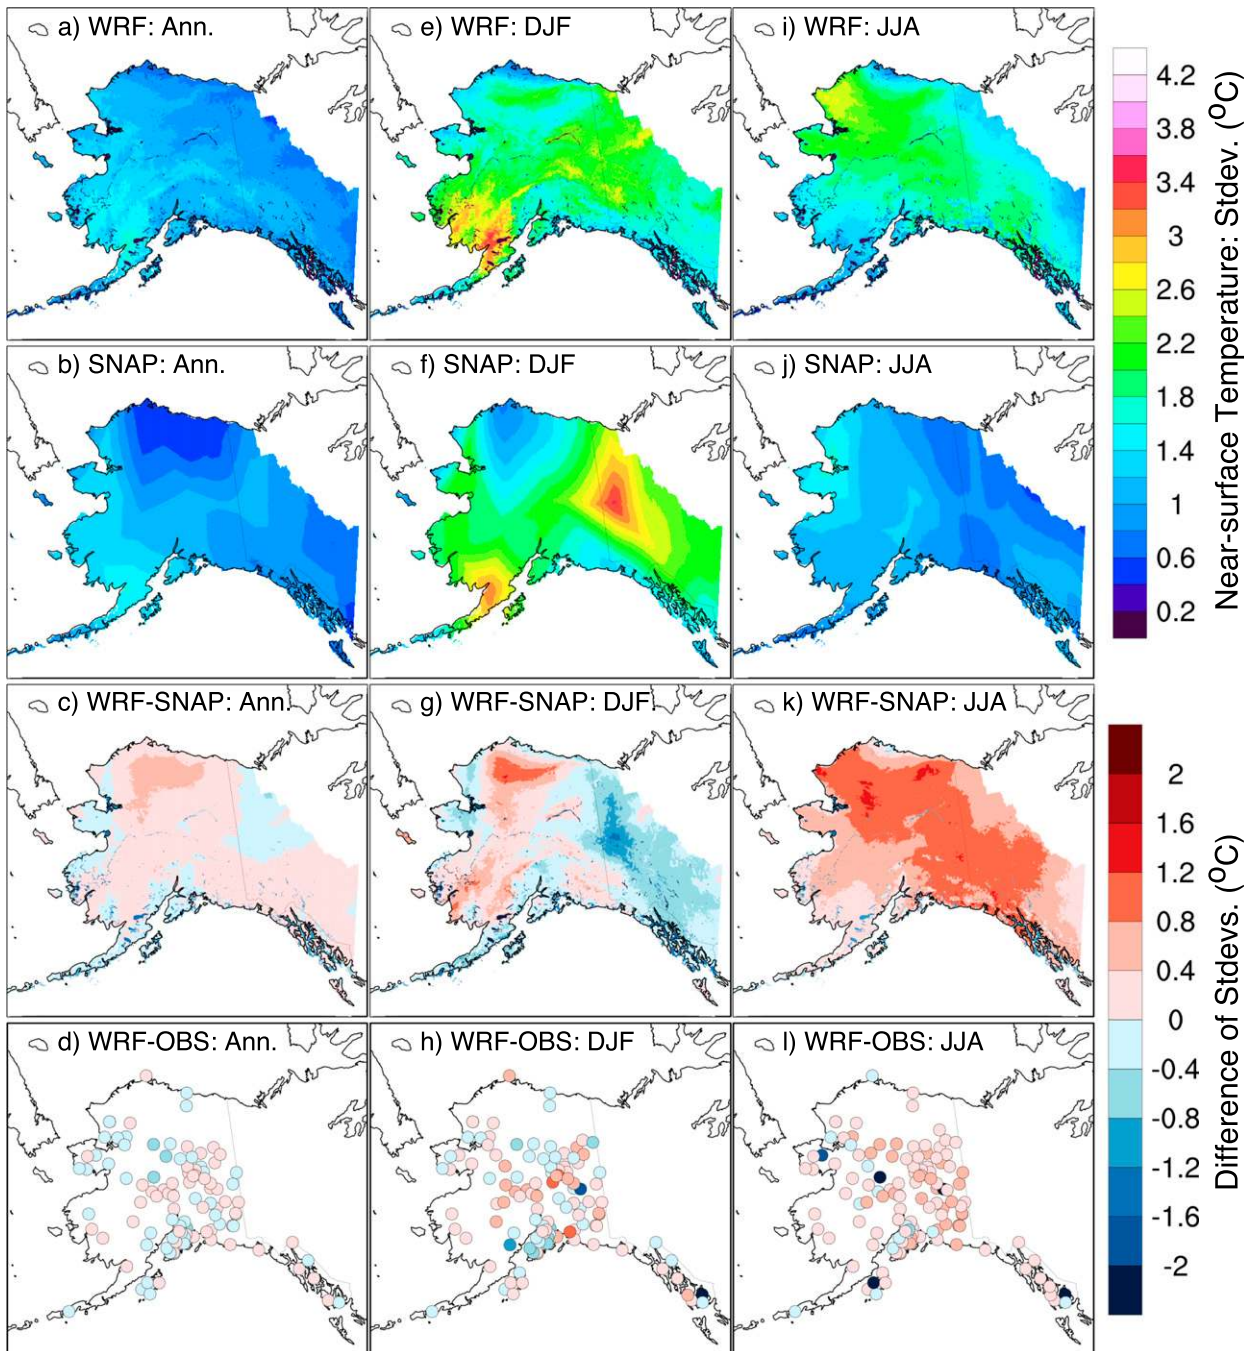 a) WRF: Ann.
e) WRF: DJF
i) WRF: JJA
b) SNAP: Ann.
f) SNAP: DJF
j) SNAP: JJA
c) WRF-SNAP: Ann.
g) WRF-SNAP: DJF
k) WRF-SNAP: JJA
d) WRF-OBS: Ann.
h) WRF-OBS: DJF
l) WRF-OBS: JJA
4.2
3.8
3.4
3
2.6
2.2
1.8
1.4
1
0.6
0.2
Near-surface Temperature: Stdev. (°C)
2
1.6
1.2
0.8
0.4
0
-0.4
-0.8
-1.2
-1.6
-2
Difference of Stdevs. (°C)